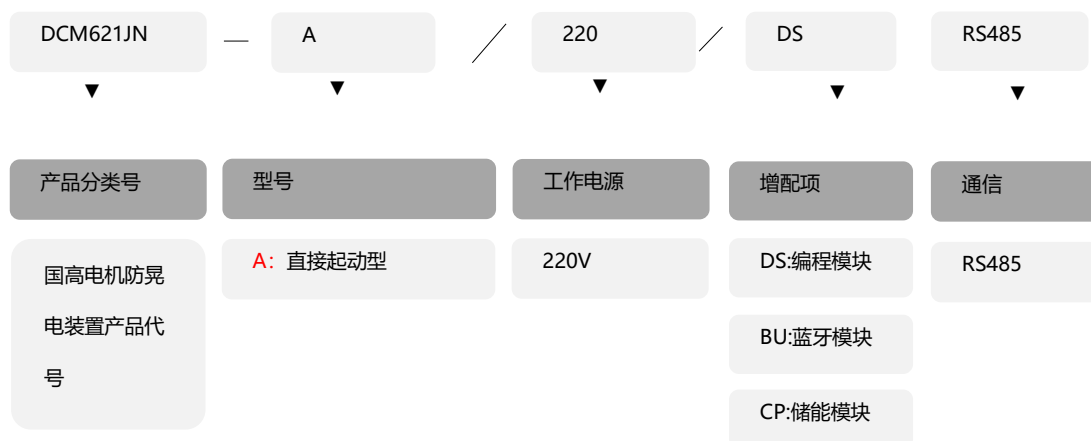 DCM621JN — A / 220 / DS RS485
▼ ▼ ▼ ▼ ▼
产品分类号 型号 工作电源 增配项 通信
国高电机防晃
电装置产品代
号
A：直接起动型
220V
DS:编程模块
BU:蓝牙模块
CP:储能模块
RS485